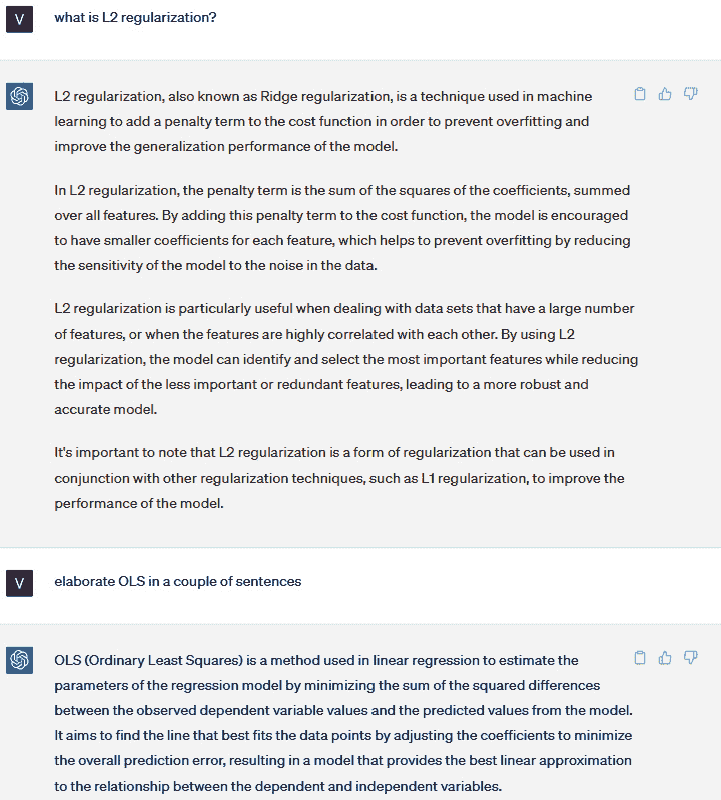 V
what is L2 regularization?
L2 regularization, also known as Ridge regularization, is a technique used in machine
learning to add a penalty term to the cost function in order to prevent overfitting and
improve the generalization performance of the model.
In L2 regularization, the penalty term is the sum of the squares of the coefficients, summed
over all features. By adding this penalty term to the cost function, the model is encouraged
to have smaller coefficients for each feature, which helps to prevent overfitting by reducing
the sensitivity of the model to the noise in the data.
L2 regularization is particularly useful when dealing with data sets that have a large number
of features, or when the features are highly correlated with each other. By using L2
regularization, the model can identify and select the most important features while reducing
the impact of the less important or redundant features, leading to a more robust and
accurate model.
It's important to note that L2 regularization is a form of regularization that can be used in
conjunction with other regularization techniques, such as L1 regularization, to improve the
performance of the model.
V
elaborate OLS in a couple of sentences
OLS (Ordinary Least Squares) is a method used in linear regression to estimate the
parameters of the regression model by minimizing the sum of the squared differences
between the observed dependent variable values and the predicted values from the model.
It aims to find the line that best fits the data points by adjusting the coefficients to minimize
the overall prediction error, resulting in a model that provides the best linear approximation
to the relationship between the dependent and independent variables.